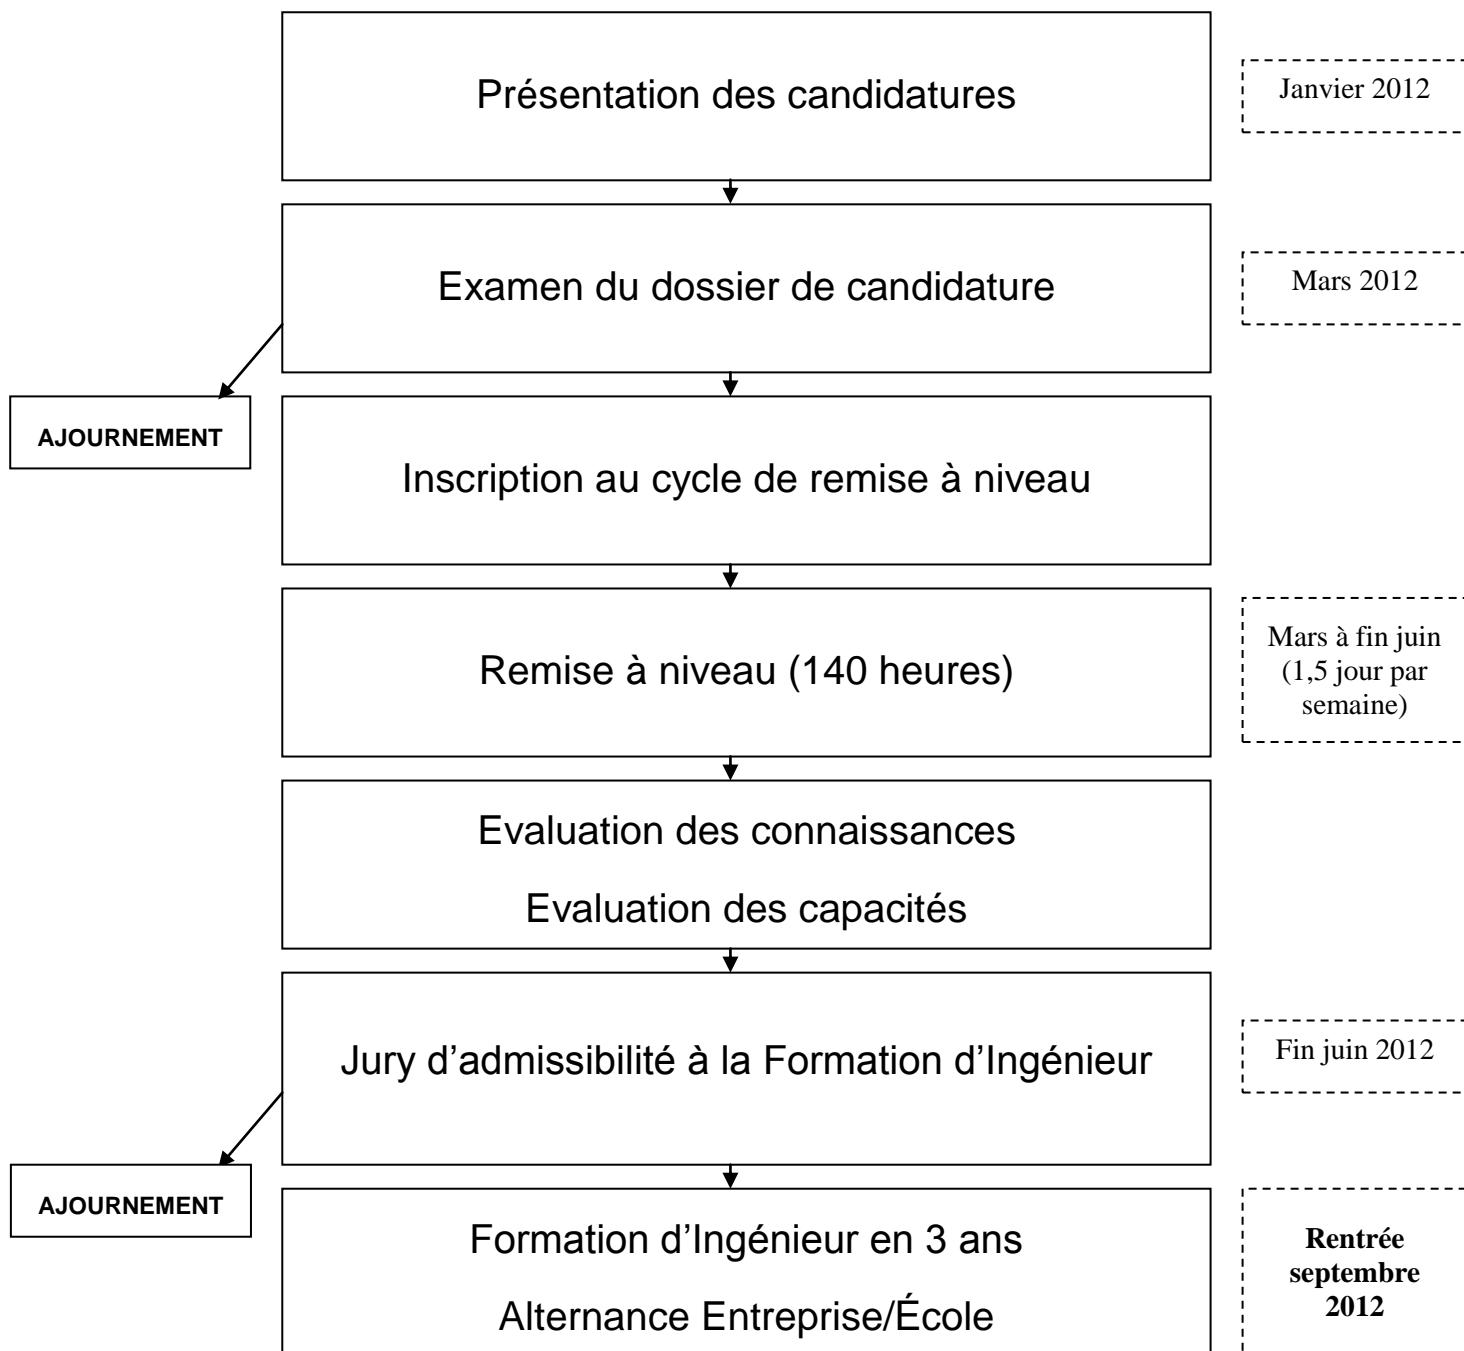 Présentation des candidatures
Janvier 2012
Examen du dossier de candidature
Mars 2012
AJOURNEMENT
Inscription au cycle de remise à niveau
Remise à niveau (140 heures)
Mars à fin juin
(1,5 jour par
semaine)
Evaluation des connaissances
Evaluation des capacités
Jury d’admissibilité à la Formation d’Ingénieur
Fin juin 2012
AJOURNEMENT
Formation d’Ingénieur en 3 ans
Alternance Entreprise/École
Rentrée
septembre
2012